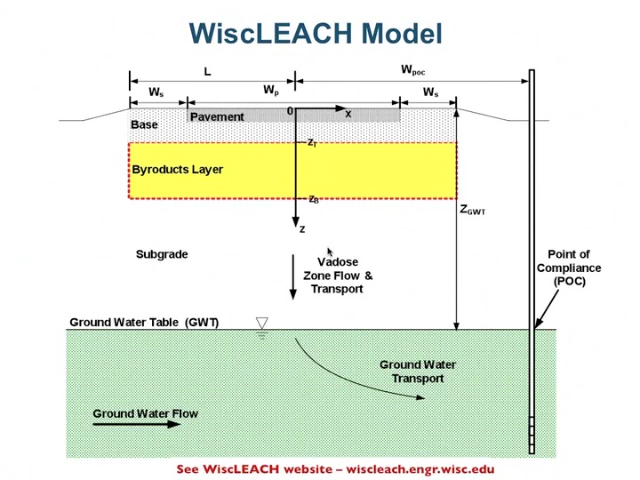 WiscLEACH Model
L
Wpoc
Ws
Wp
Ws
0
x
Pavement
Base
zT
Byproducts Layer
zB
ZGWT
z
Subgrade
Vadose
Zone Flow &
Transport
Point of
Compliance
(POC)
Ground Water Table (GWT)
Ground Water
Transport
Ground Water Flow
See WiscLEACH website – wiscleach.engr.wisc.edu